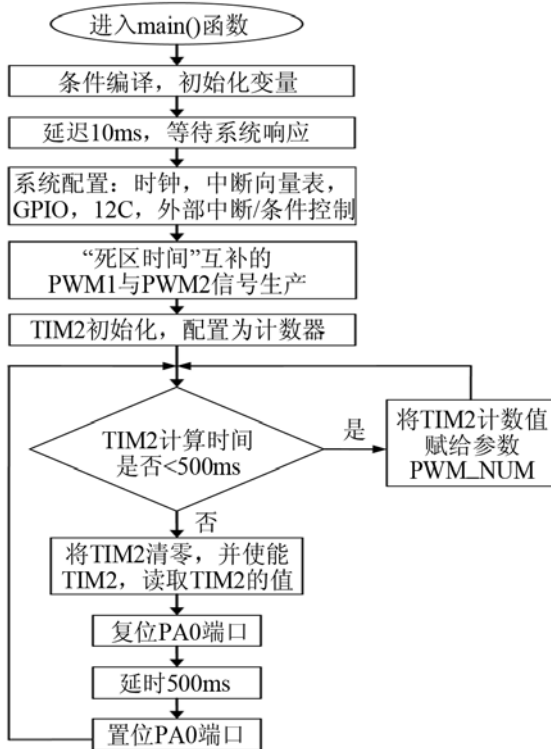 进入main()函数
条件编译，初始化变量
延迟10ms，等待系统响应
系统配置：时钟，中断向量表，
GPIO，12C，外部中断/条件控制
“死区时间”互补的
PWM1与PWM2信号生产
TIM2初始化，配置为计数器
TIM2计算时间
是否<500ms
是
将TIM2计数值
赋给参数
PWM_NUM
否
将TIM2清零，并使能
TIM2，读取TIM2的值
复位PA0端口
延时500ms
置位PA0端口